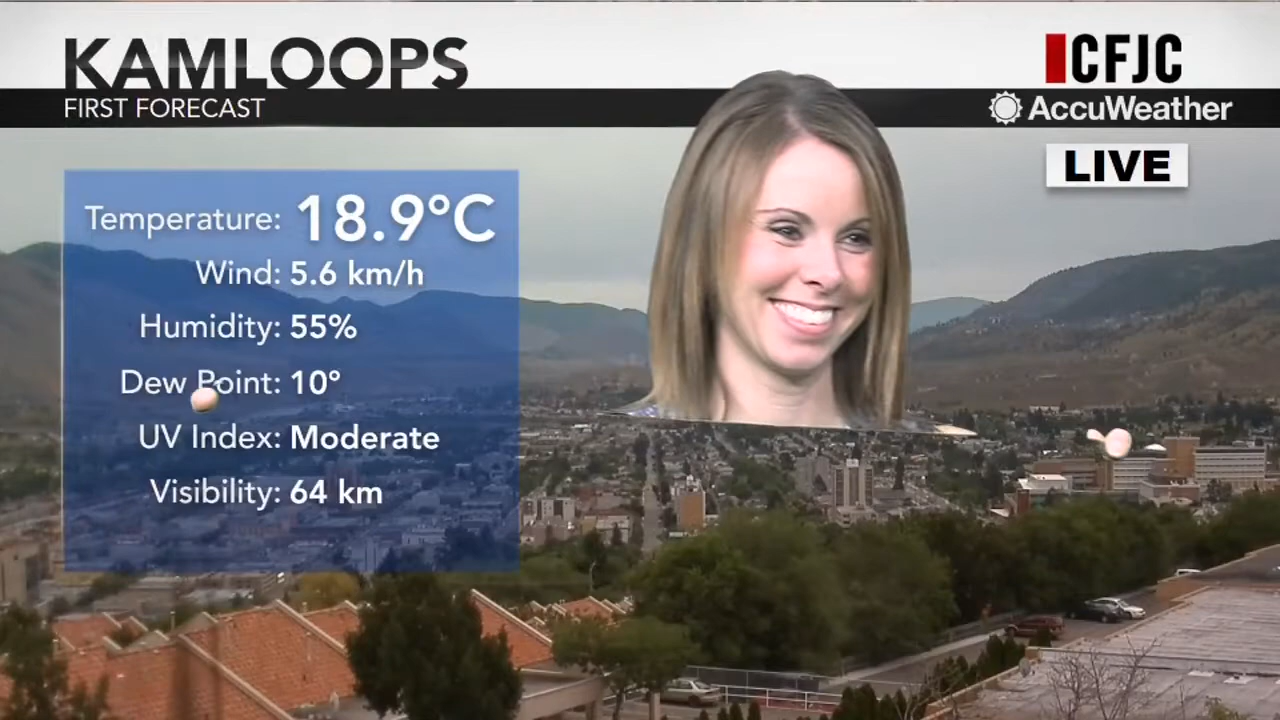 KAMLOOPS
FIRST FORECAST
CFJC
AccuWeather
LIVE
Temperature: 18.9°C
Wind: 5.6 km/h
Humidity: 55%
Dew Point: 10°
UV Index: Moderate
Visibility: 64 km